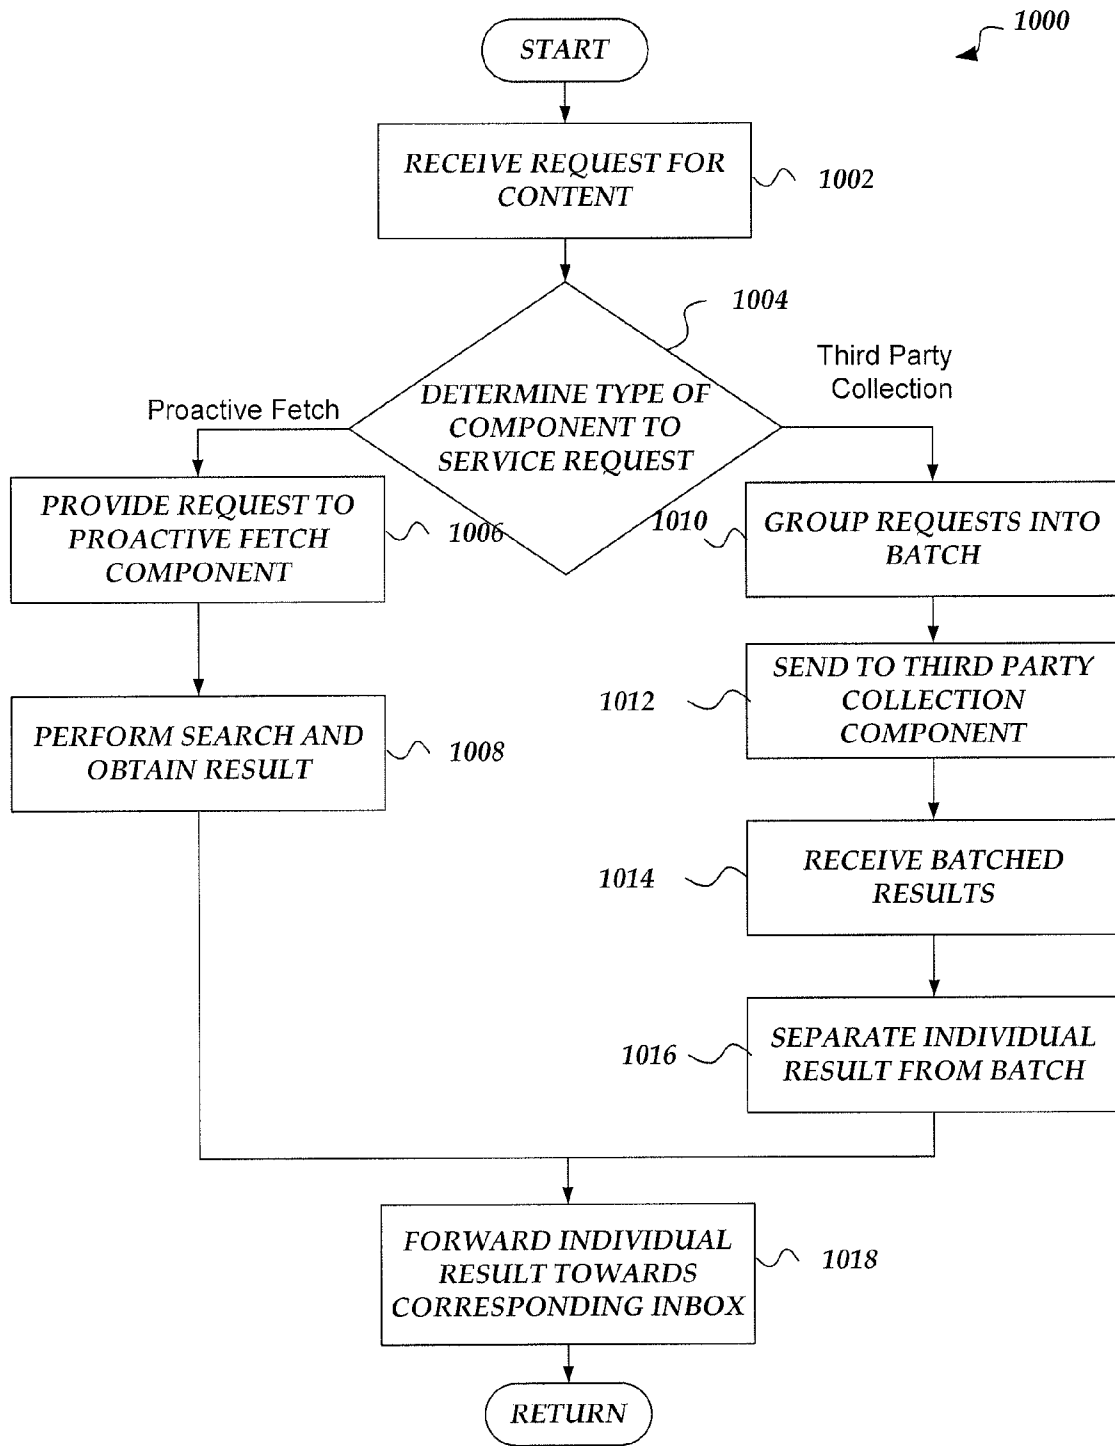 1000
START
RECEIVE REQUEST FOR
CONTENT
1002
1004
DETERMINE TYPE OF
COMPONENT TO
SERVICE REQUEST
Proactive Fetch
Third Party
Collection
PROVIDE REQUEST TO
PROACTIVE FETCH
COMPONENT
1006
PERFORM SEARCH AND
OBTAIN RESULT
1008
1010
GROUP REQUESTS INTO
BATCH
1012
SEND TO THIRD PARTY
COLLECTION
COMPONENT
1014
RECEIVE BATCHED
RESULTS
1016
SEPARATE INDIVIDUAL
RESULT FROM BATCH
FORWARD INDIVIDUAL
RESULT TOWARDS
CORRESPONDING INBOX
1018
RETURN